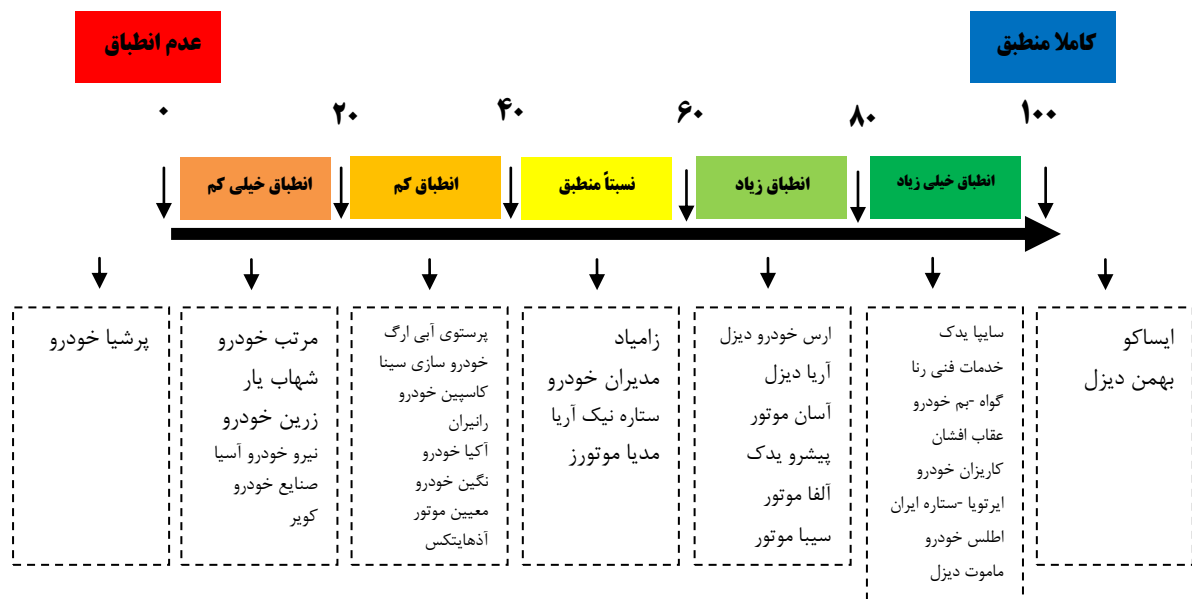 کاملا منطبق
عدم انطباق
۰
۲۰
۴۰
۶۰
۸۰
۱۰۰
انطباق خیلی کم
انطباق کم
نسبتاً منطبق
انطباق زیاد
انطباق خیلی زیاد
پرشیا خودرو
مرتب خودرو
شهاب یار
زرین خودرو
نیرو خودرو آسیا
صنایع خودرو
کویر
پرستوی آبی ارگ
خودرو سازی سینا
کاسپین خودرو
رانیران
آکیا خودرو
نگین خودرو
معیین موتور
آذهایتکس
زامیاد
مدیران خودرو
ستاره نیک آریا
مدیا موتورز
ارس خودرو دیزل
آریا دیزل
آسان موتور
پیشرو یدک
آلفا موتور
سیبا موتور
سایپا یدک
خدمات فنی رنا
گواه -بم خودرو
عقاب افشان
کاریزان خودرو
ایرتویا -ستاره ایران
اطلس خودرو
ماموت دیزل
ایساکو
بهمن دیزل